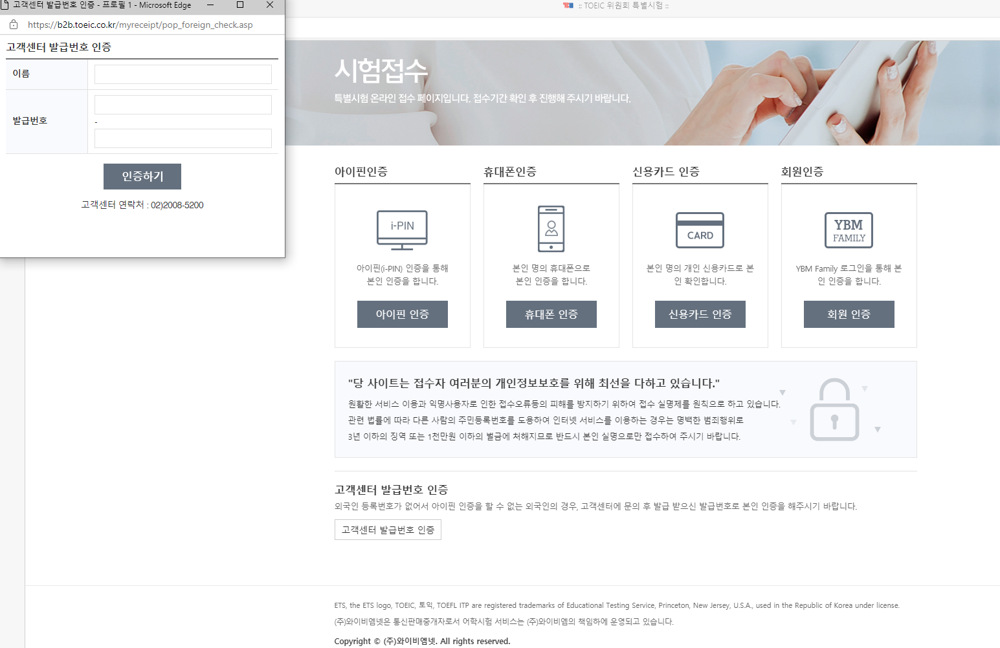 고객센터 발급번호 인증 - 프로필 1 - Microsoft Edge
https://b2b.toeic.co.kr/myreceipt/pop_foreign_check.asp
고객센터 발급번호 인증
이름
발급번호
-
인증하기
고객센터 연락처 : 02)2008-5200
YBM :: TOEIC 위원회 특별시험 ::
시험접수
특별시험 온라인 접수 페이지입니다. 접수기간 확인 후 진행해 주시기 바랍니다.
아이핀인증
i-PIN
아이핀(i-PIN) 인증을 통해
본인 인증을 합니다.
아이핀 인증
휴대폰인증
본인 명의 휴대폰으로
본인 인증을 합니다.
휴대폰 인증
신용카드 인증
CARD
본인 명의 개인 신용카드로 본
인 확인합니다.
신용카드 인증
회원인증
YBM
FAMILY
YBM Family 로그인을 통해 본
인 인증을 합니다.
회원 인증
"당 사이트는 접수자 여러분의 개인정보보호를 위해 최선을 다하고 있습니다."
원활한 서비스 이용과 익명사용자로 인한 접수오류등의 피해를 방지하기 위하여 접수 실명제를 원칙으로 하고 있습니다.
관련 법률에 따라 다른 사람의 주민등록번호를 도용하여 인터넷 서비스를 이용하는 경우는 명백한 범죄행위로
3년 이하의 징역 또는 1천만원 이하의 벌금에 처해지므로 반드시 본인 실명으로만 접수하여 주시기 바랍니다.
고객센터 발급번호 인증
외국인 등록번호가 없어서 아이핀 인증을 할 수 없는 외국인의 경우, 고객센터에 문의 후 발급 받으신 발급번호로 본인 인증을 해주시기 바랍니다.
고객센터 발급번호 인증
ETS, the ETS logo, TOEIC, 토익, TOEFL ITP are registered trademarks of Educational Testing Service, Princeton, New Jersey, U.S.A., used in the Republic of Korea under license.
(주)와이비엠넷은 통신판매중개자로서 어학시험 서비스는 (주)와이비엠의 책임하에 운영되고 있습니다.
Copyright © (주)와이비엠넷. All rights reserved.